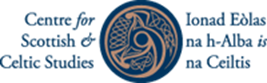 Centre for
Scottish &
Celtic Studies
Ionad Eòlas
na h-Alba is
na Ceiltis